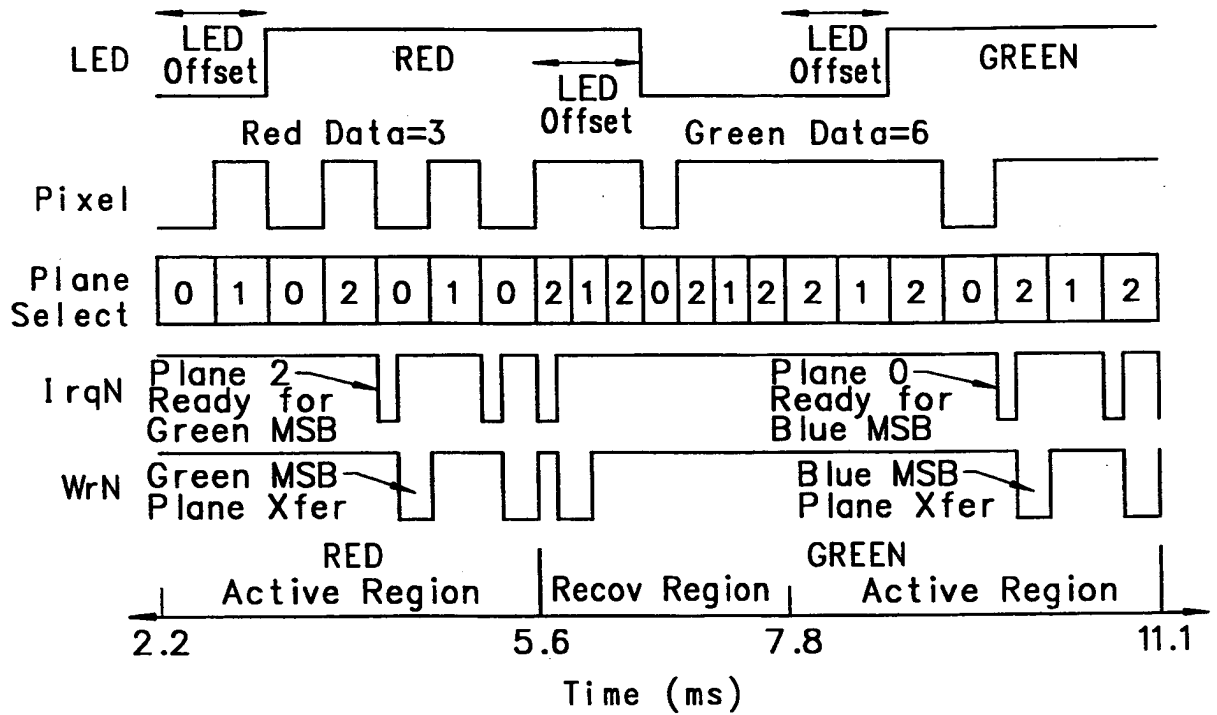 LED
LED Offset
RED
LED Offset
LED Offset
GREEN
Red Data=3
Green Data=6
Pixel
Plane Select
0 1 0 2 0 1 0 2 1 2 0 2 1 2 2 1 2 0 2 1 2
IrqN
Plane 2
Ready for
Green MSB
Plane 0
Ready for
Blue MSB
WrN
Green MSB
Plane Xfer
Blue MSB
Plane Xfer
RED
GREEN
Active Region
Recov Region
Active Region
2.2
5.6
7.8
11.1
Time (ms)